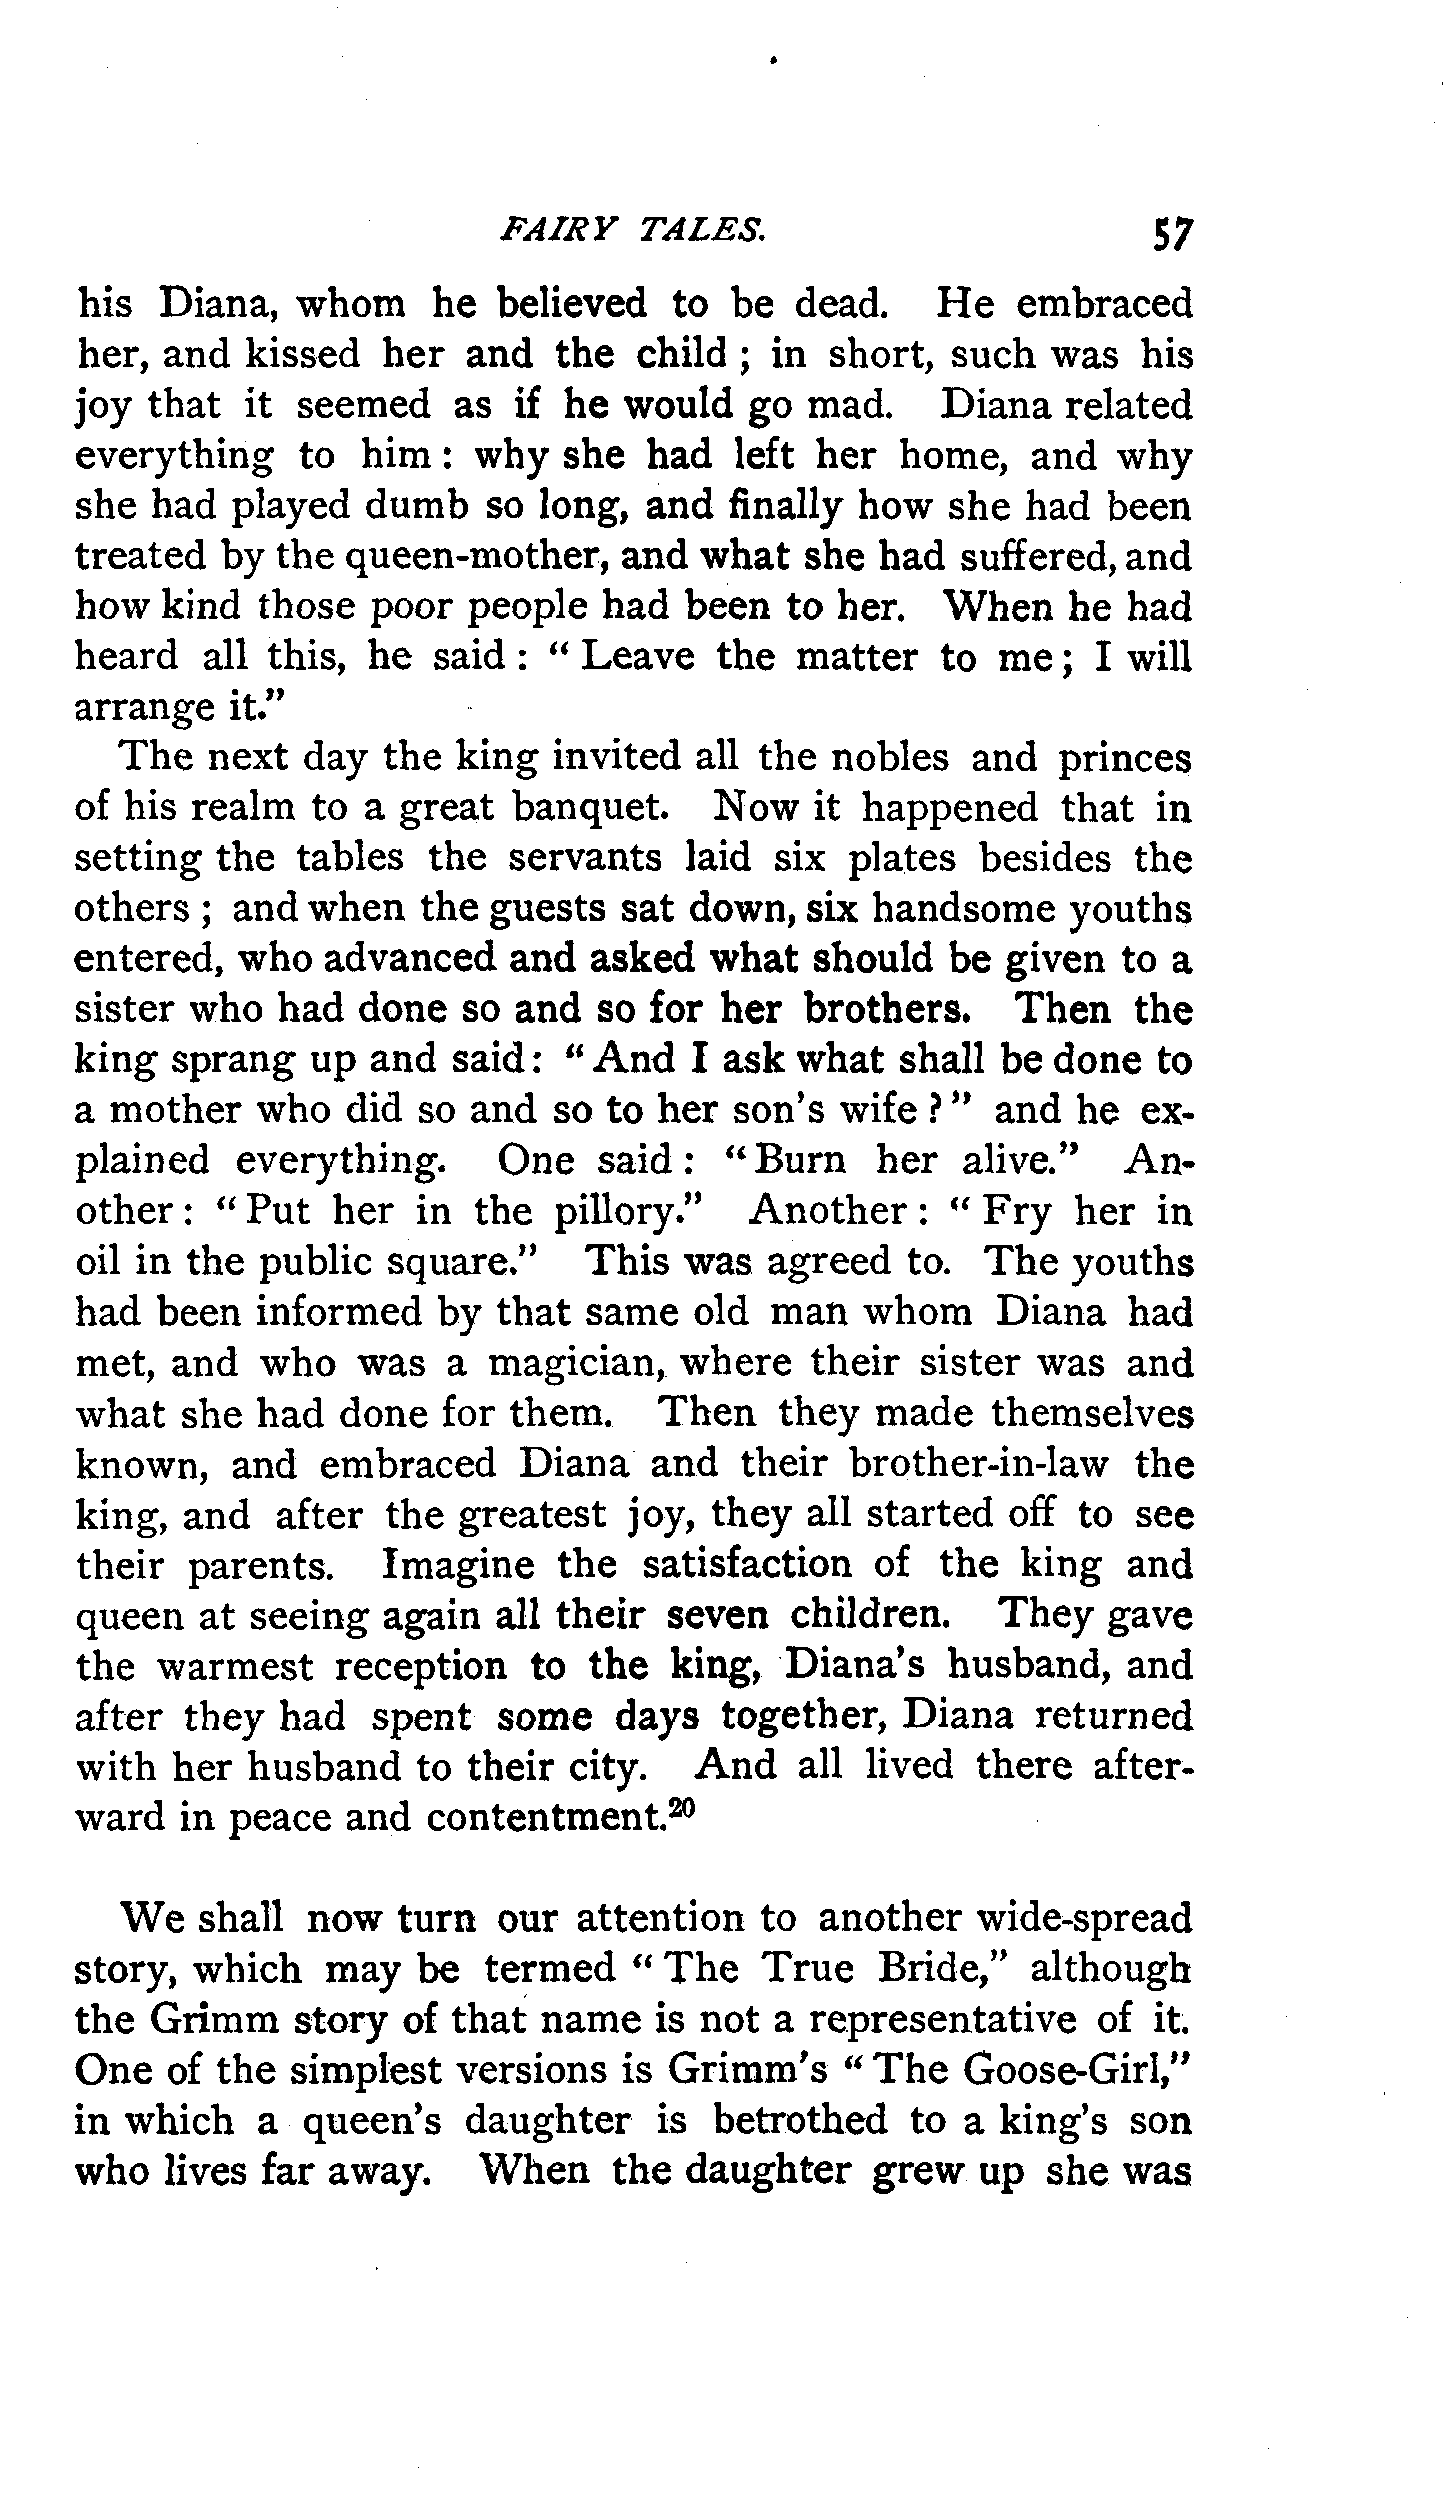 FAIRY TALES. 57
his Diana, whom he believed to be dead. He embraced
her, and kissed her and the child ; in short, such was his
joy that it seemed as if he would go mad. Diana related
everything to him : why she had left her home, and why
she had played dumb so long, and finally how she had been
treated by the queen-mother, and what she had suffered, and
how kind those poor people had been to her. When he had
heard all this, he said : “ Leave the matter to me ; I will
arrange it.”
The next day the king invited all the nobles and princes
of his realm to a great banquet. Now it happened that in
setting the tables the servants laid six plates besides the
others ; and when the guests sat down, six handsome youths
entered, who advanced and asked what should be given to a
sister who had done so and so for her brothers. Then the
king sprang up and said : “ And I ask what shall be done to
a mother who did so and so to her son’s wife ? ” and he ex-
plained everything. One said : “ Burn her alive.” An-
other : “ Put her in the pillory.” Another : “ Fry her in
oil in the public square.” This was agreed to. The youths
had been informed by that same old man whom Diana had
met, and who was a magician, where their sister was and
what she had done for them. Then they made themselves
known, and embraced Diana and their brother-in-law the
king, and after the greatest joy, they all started off to see
their parents. Imagine the satisfaction of the king and
queen at seeing again all their seven children. They gave
the warmest reception to the king, Diana’s husband, and
after they had spent some days together, Diana returned
with her husband to their city. And all lived there after-
ward in peace and contentment.²⁰
We shall now turn our attention to another wide-spread
story, which may be termed “ The True Bride,” although
the Grimm story of that name is not a representative of it.
One of the simplest versions is Grimm’s “ The Goose-Girl,”
in which a queen’s daughter is betrothed to a king’s son
who lives far away. When the daughter grew up she was